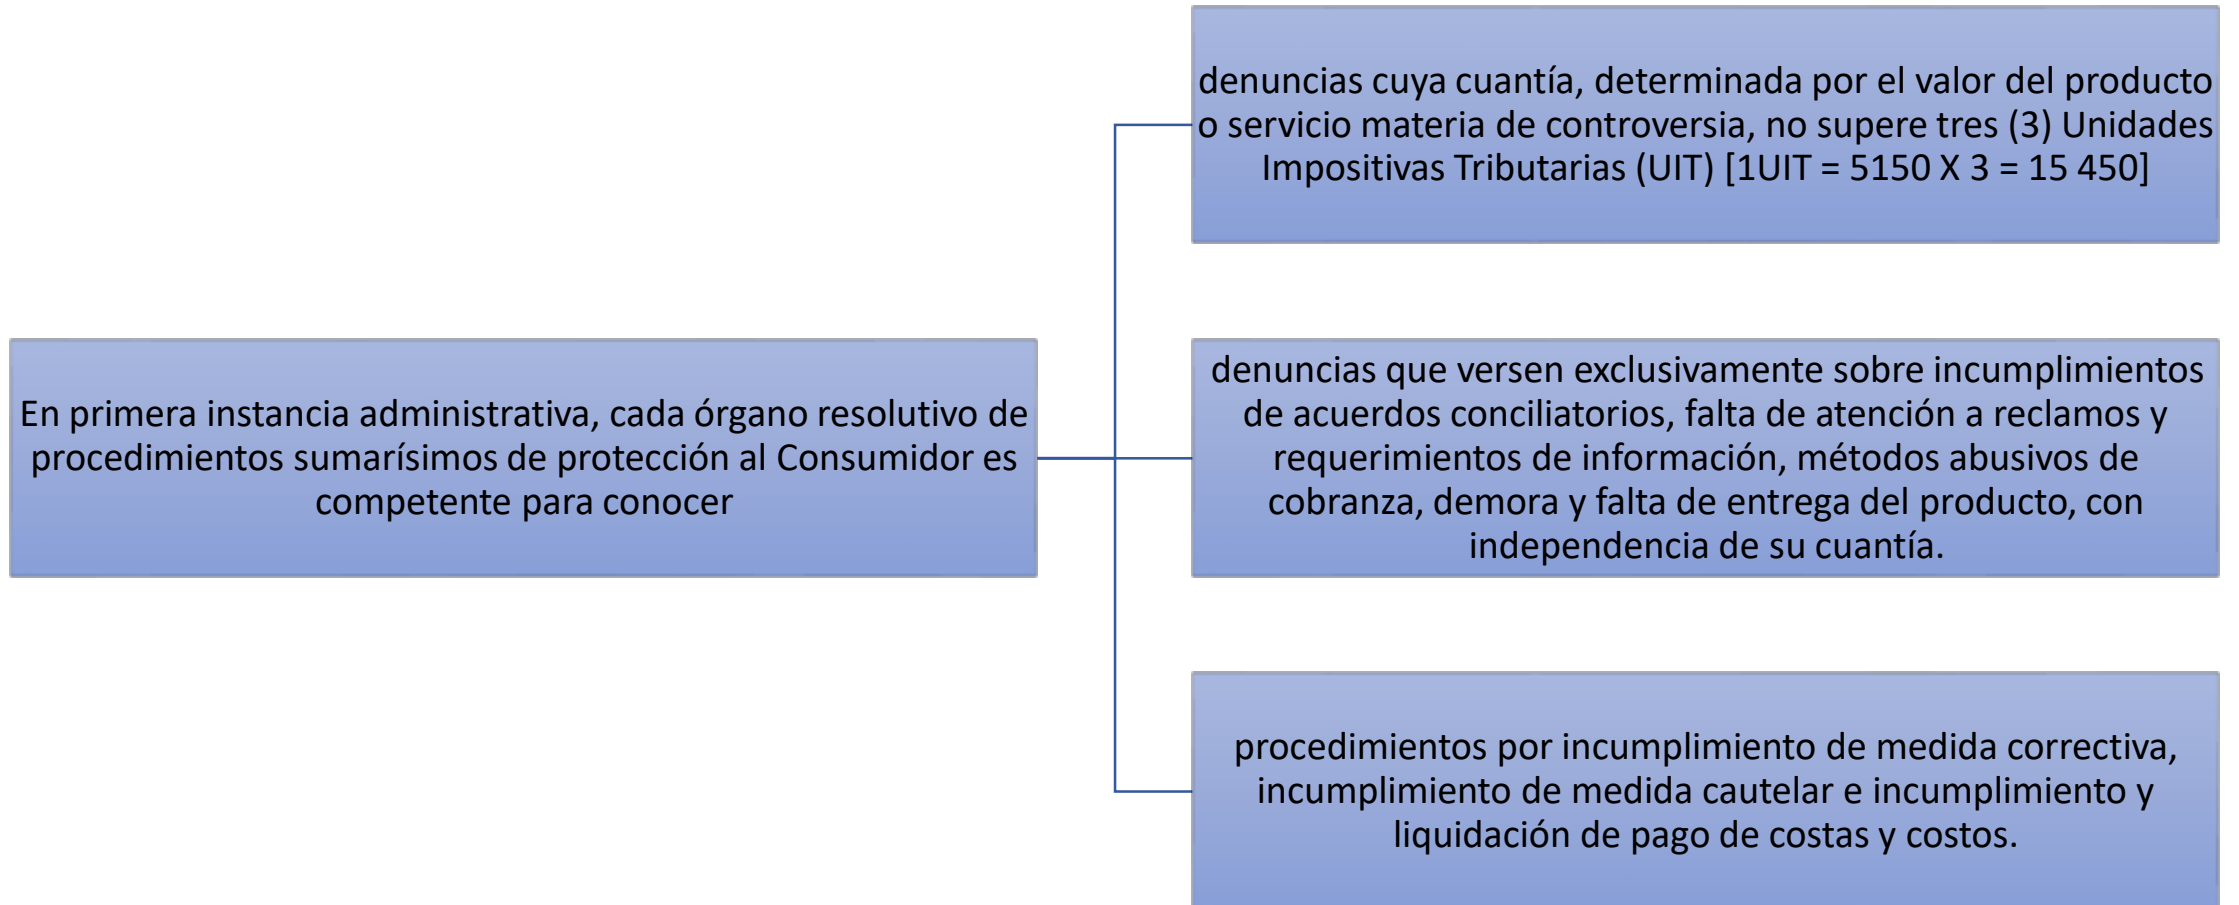 denuncias cuya cuantía, determinada por el valor del producto
o servicio materia de controversia, no supere tres (3) Unidades
Impositivas Tributarias (UIT) [1UIT = 5150 X 3 = 15 450]
En primera instancia administrativa, cada órgano resolutivo de
procedimientos sumarísimos de protección al Consumidor es
competente para conocer
denuncias que versen exclusivamente sobre incumplimientos
de acuerdos conciliatorios, falta de atención a reclamos y
requerimientos de información, métodos abusivos de
cobranza, demora y falta de entrega del producto, con
independencia de su cuantía.
procedimientos por incumplimiento de medida correctiva,
incumplimiento de medida cautelar e incumplimiento y
liquidación de pago de costas y costos.